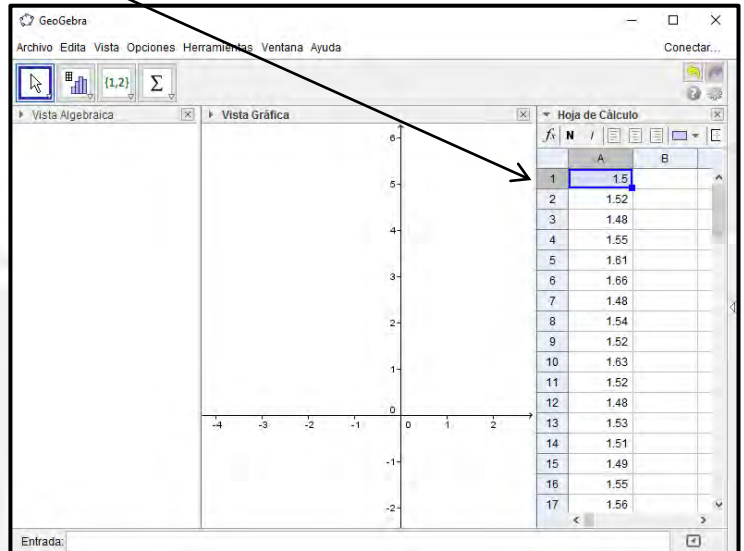 GeoGebra
Archivo Edita Vista Opciones Herramientas Ventana Ayuda Conectar...
{1,2} Σ
Vista Algebraica
Vista Gráfica
Hoja de Cálculo
fx N I
A B
1 1.5
2 1.52
3 1.48
4 1.55
5 1.61
6 1.66
7 1.48
8 1.54
9 1.52
10 1.63
11 1.52
12 1.48
13 1.53
14 1.51
15 1.49
16 1.55
17 1.56
6
5
4
3
2
1
0
-4 -3 -2 -1 0 1 2
-1
-2
Entrada: